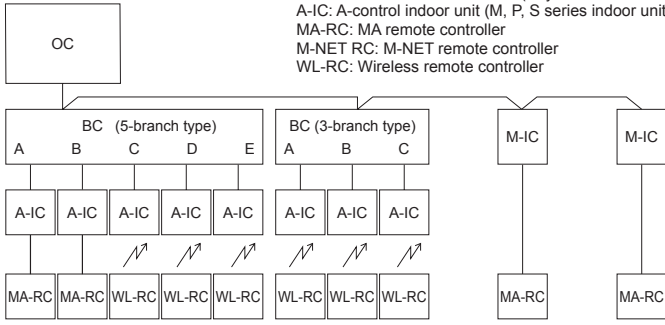 A-IC: A-control indoor unit (M, P, S series indoor unit
MA-RC: MA remote controller
M-NET RC: M-NET remote controller
WL-RC: Wireless remote controller
OC
BC (5-branch type)
A B C D E
BC (3-branch type)
A B C
M-IC
M-IC
A-IC A-IC A-IC A-IC A-IC A-IC A-IC A-IC
MA-RC MA-RC WL-RC WL-RC WL-RC WL-RC WL-RC WL-RC MA-RC MA-RC